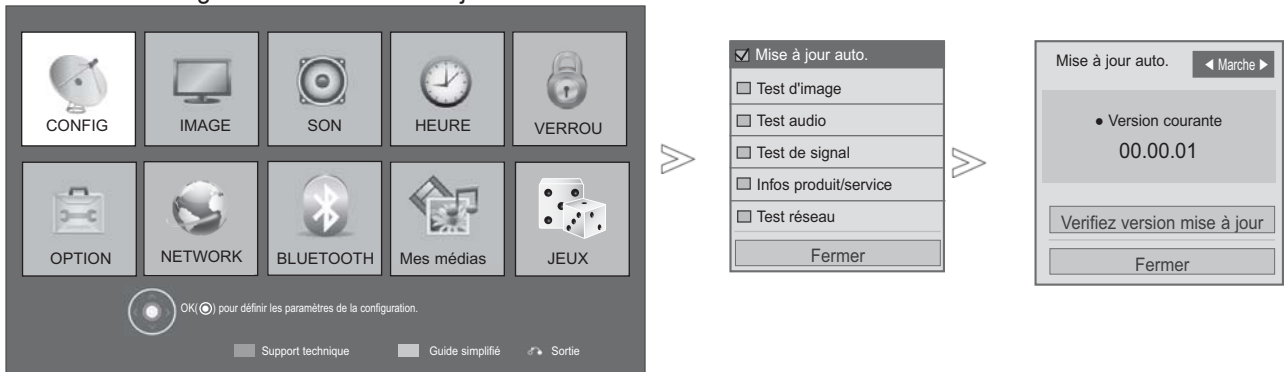 CONFIG
IMAGE
SON
HEURE
VERROU
OPTION
NETWORK
BLUETOOTH
Mes médias
JEUX
OK(◉) pour définir les paramètres de la configuration.
Support technique
Guide simplifié
Sortie
Mise à jour auto.
Test d'image
Test audio
Test de signal
Infos produit/service
Test réseau
Fermer
Mise à jour auto.
◀ Marche ▶
● Version courante
00.00.01
Verifiez version mise à jour
Fermer